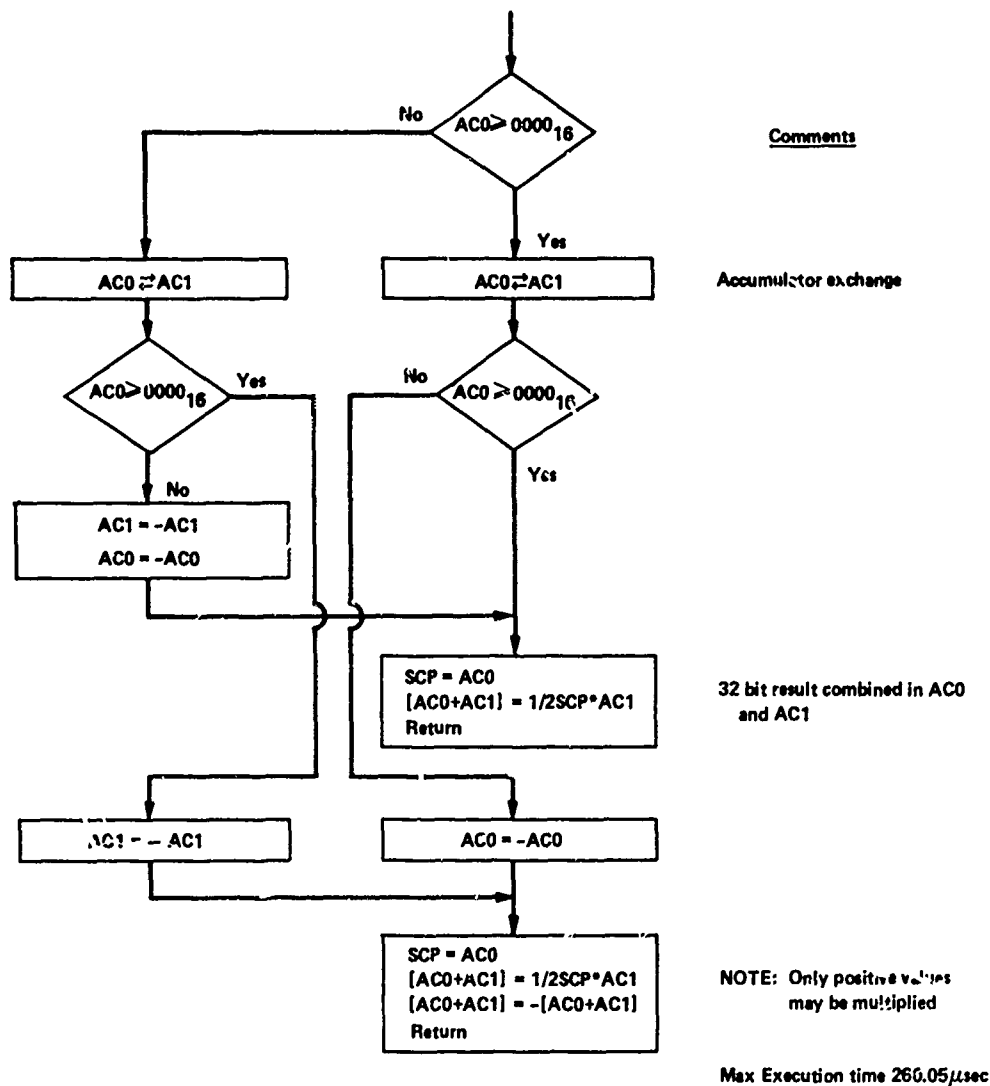 No
AC0≥ 0000₁₆
Comments
Yes
AC0⇄AC1
AC0⇄AC1
Accumulator exchange
AC0≥0000₁₆
Yes
No
AC0≥0000₁₆
Yes
No
AC1 = -AC1
AC0 = -AC0
SCP = AC0
[AC0+AC1] = 1/2SCP*AC1
Return
32 bit result combined in AC0
and AC1
AC1 = - AC1
AC0 = -AC0
SCP = AC0
[AC0+AC1] = 1/2SCP*AC1
[AC0+AC1] = -[AC0+AC1]
Return
NOTE: Only positive values
may be multiplied
Max Execution time 260.05μsec